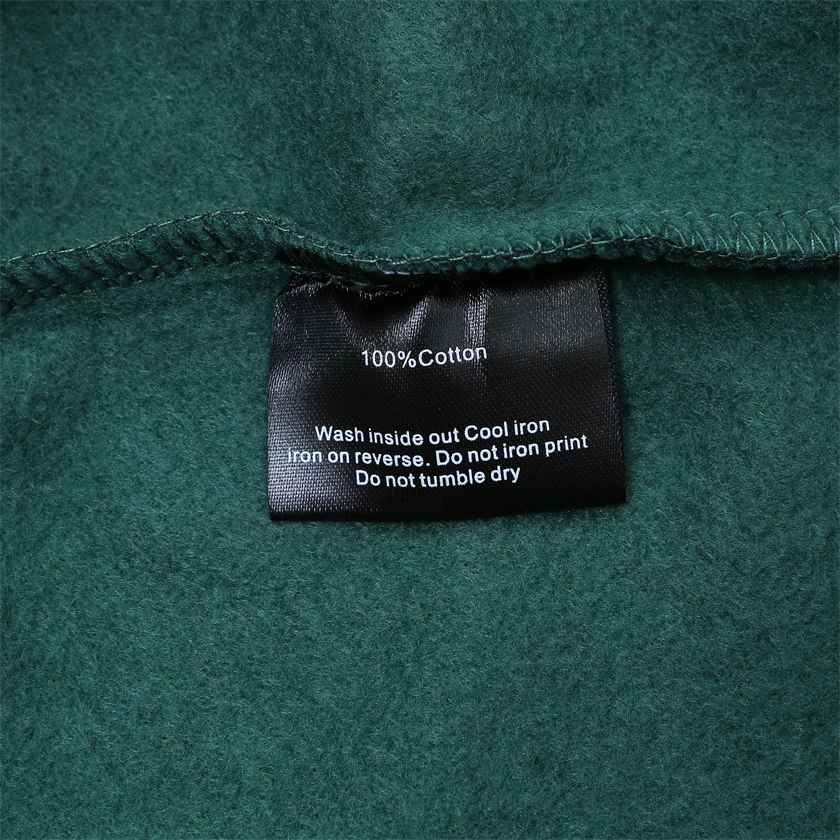 100%Cotton
Wash inside out Cool iron
iron on reverse. Do not iron print
Do not tumble dry